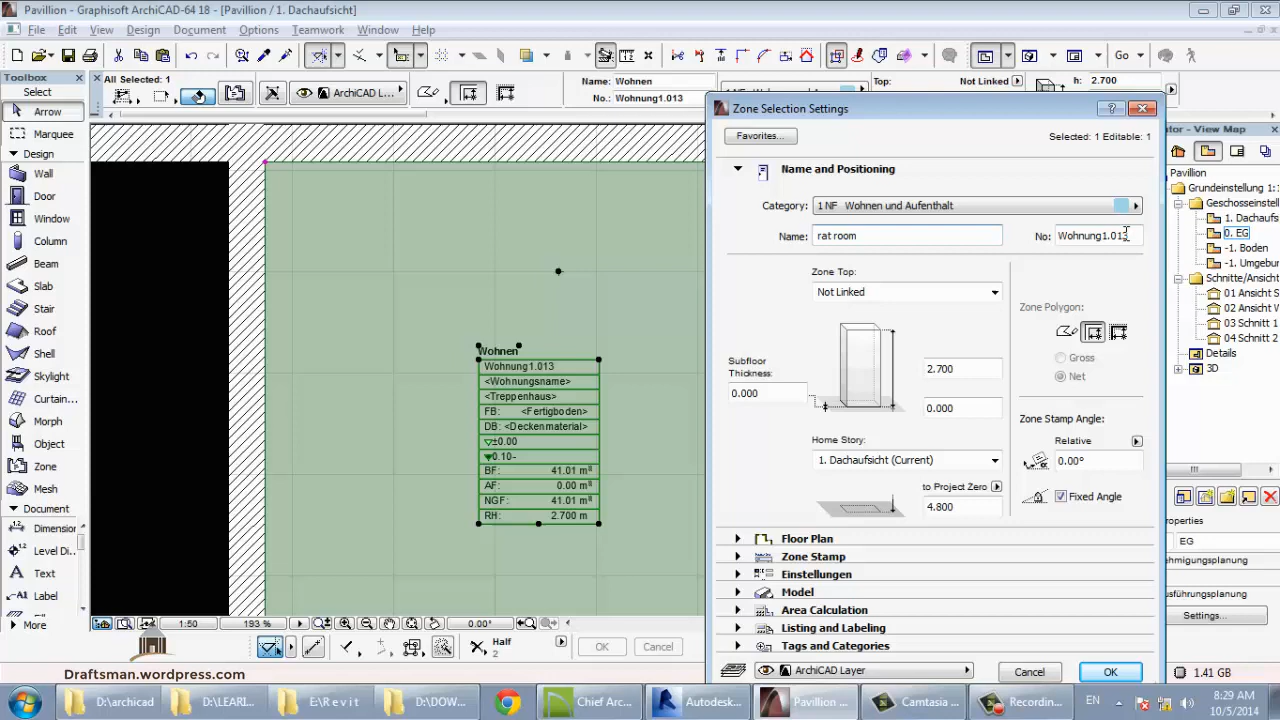 Pavillion - Graphisoft ArchiCAD-64 18 - [Pavillion / 1. Dachaufsicht]
File Edit View Design Options Document Teamwork Window Help
Go
Toolbox
Select
Arrow
Marquee
Design
Wall
Door
Window
Column
Beam
Slab
Stair
Roof
Shell
Skylight
Curtain...
Morph
Object
Zone
Mesh
Document
Dimension
Level Di...
Text
Label
More
All Selected: 1
ArchiCAD L...
Name: Wohnen
No.: Wohnung1.013
Top: Not Linked
h: 2.700
Wohnen
Wohnung1.013
<Wohnungsname>
<Treppenhaus>
FB: <Fertigboden>
DB: <Deckenmaterial>
±0.00
0.10-
BF: 41.01 m²
AF: 0.00 m²
NGF: 41.01 m²
RH: 2.700 m
1:50 193 % 0.00°
Half
2
OK Cancel
Zone Selection Settings
Favorites... Selected: 1 Editable: 1
Name and Positioning
Category: 1 NF Wohnen und Aufenthalt
Name: rat room No: Wohnung1.013
Zone Top:
Not Linked
Zone Polygon:
Gross
Net
Subfloor
Thickness:
0.000
2.700
0.000
Zone Stamp Angle:
Relative
0.00°
Fixed Angle
Home Story:
1. Dachaufsicht (Current)
to Project Zero
4.800
Floor Plan
Zone Stamp
Einstellungen
Model
Area Calculation
Listing and Labeling
Tags and Categories
ArchiCAD Layer
Cancel OK
ator - View Map
Pavillion
Grundeinstellung 1:
Geschosseinstell
1. Dachaufs
0. EG
-1. Boden
-1. Umgebur
Schnitte/Ansicht
01 Ansicht S
02 Ansicht W
03 Schnitt 1
04 Schnitt 2
Details
3D
roperties
EG
ehmigungsplanung
usführungsplanung
Settings...
1.41 GB
Draftsman.wordpress.com
D:\archicad
D:\LEARI...
E:\Revit
D:\DOW...
Chief Arc...
Autodesk...
Pavillion ...
Camtasia ...
Recordin...
EN
8:29 AM
10/5/2014